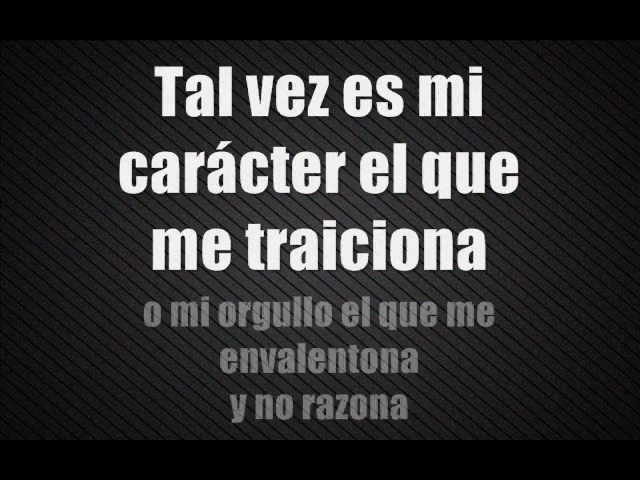 Tal vez es mi
carácter el que
me traiciona
o mi orgullo el que me
envalentona
y no razona